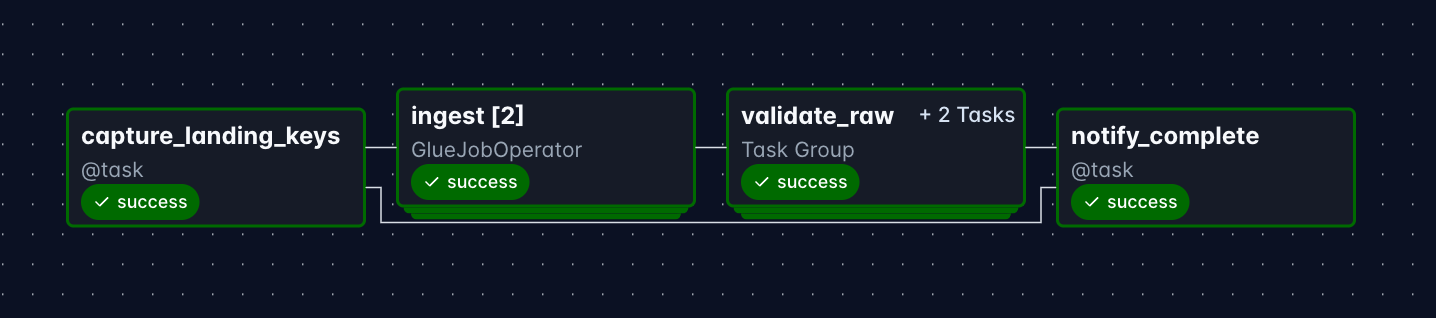 capture_landing_keys
@task
success
ingest [2]
GlueJobOperator
success
validate_raw + 2 Tasks
Task Group
success
notify_complete
@task
success